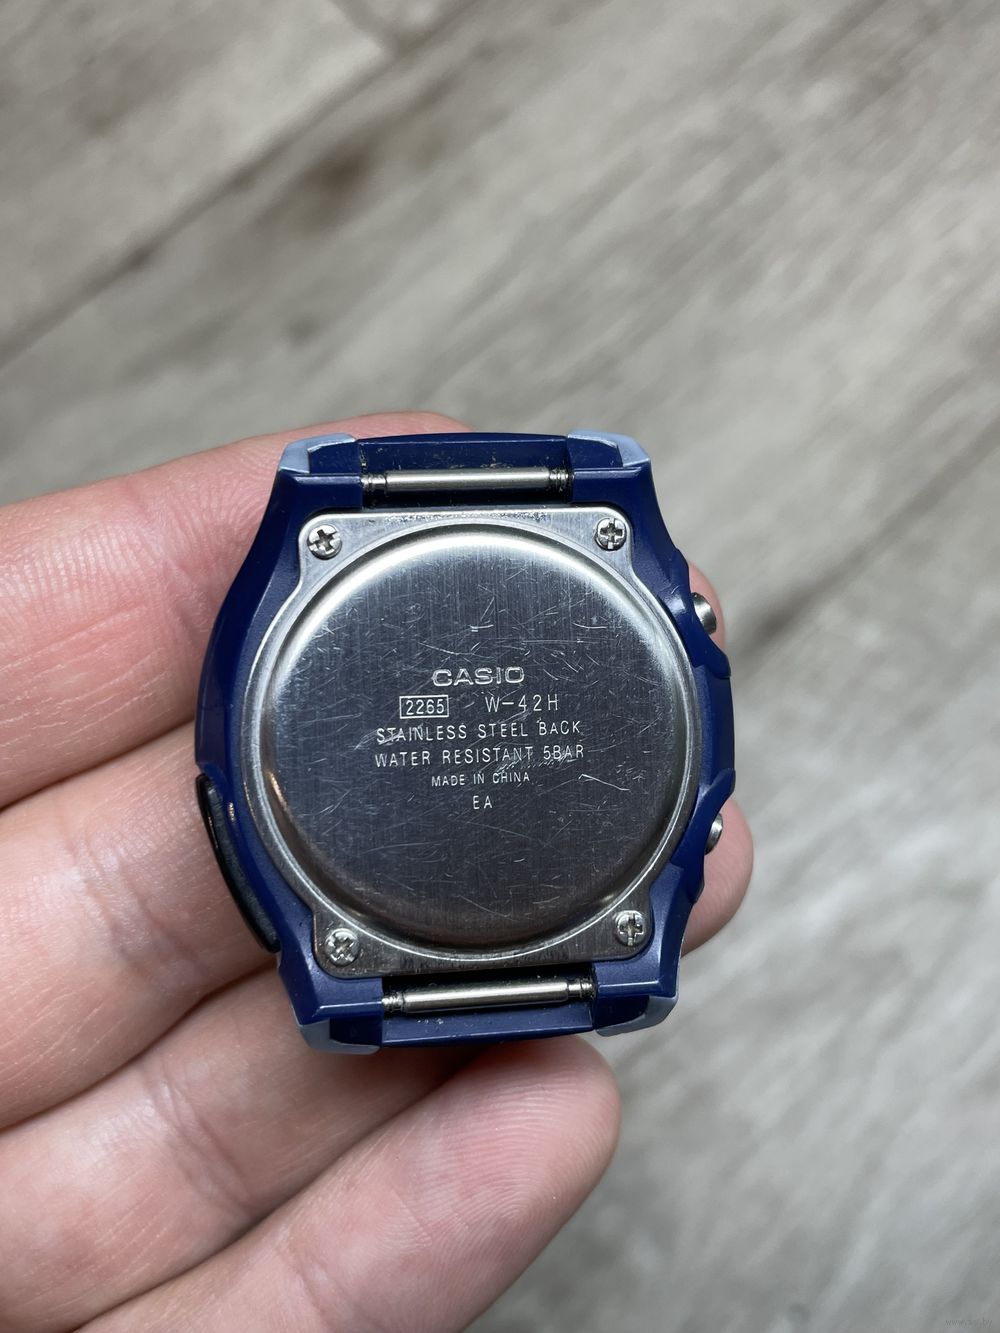 CASIO
2265 W-42H
STAINLESS STEEL BACK
WATER RESISTANT 5BAR
MADE IN CHINA
EA